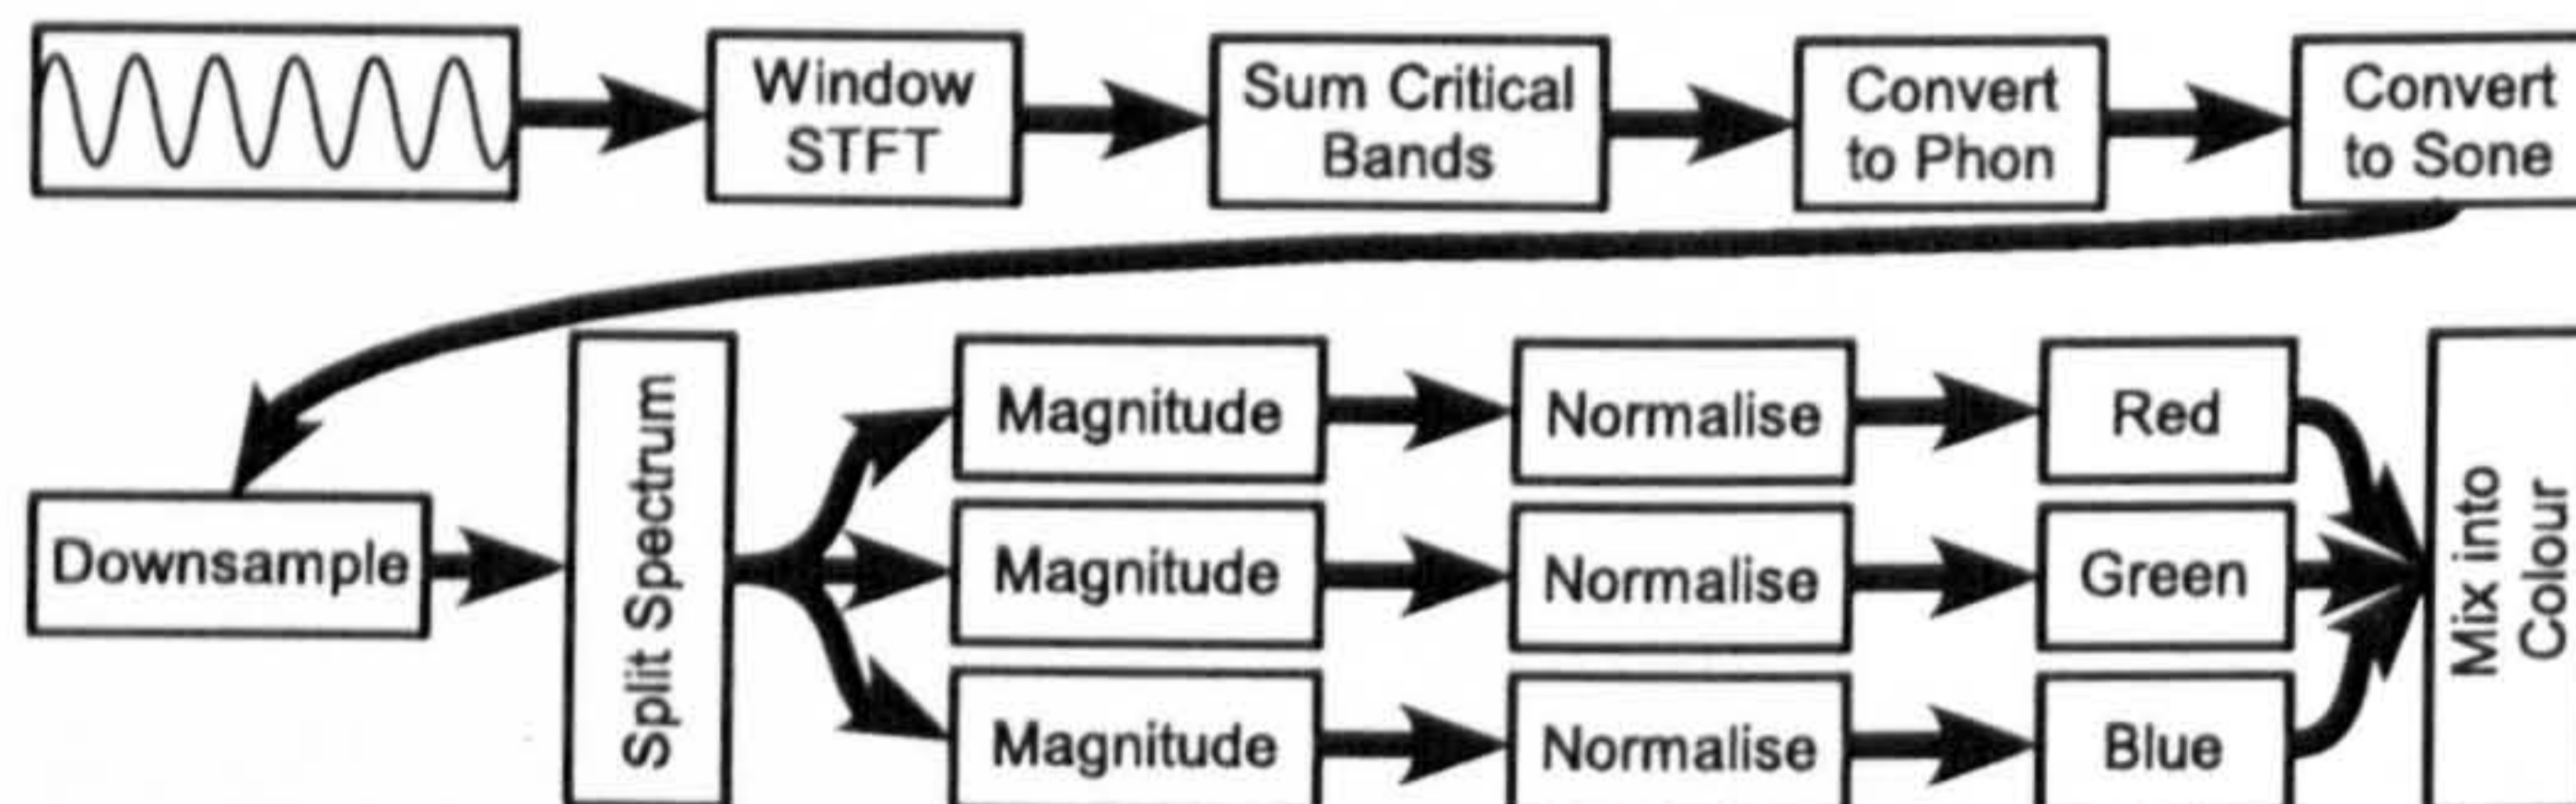 Window
STFT
Sum Critical
Bands
Convert
to Phon
Convert
to Sone
Downsample
Split Spectrum
Magnitude
Normalise
Red
Magnitude
Normalise
Green
Magnitude
Normalise
Blue
Mix into
Colour